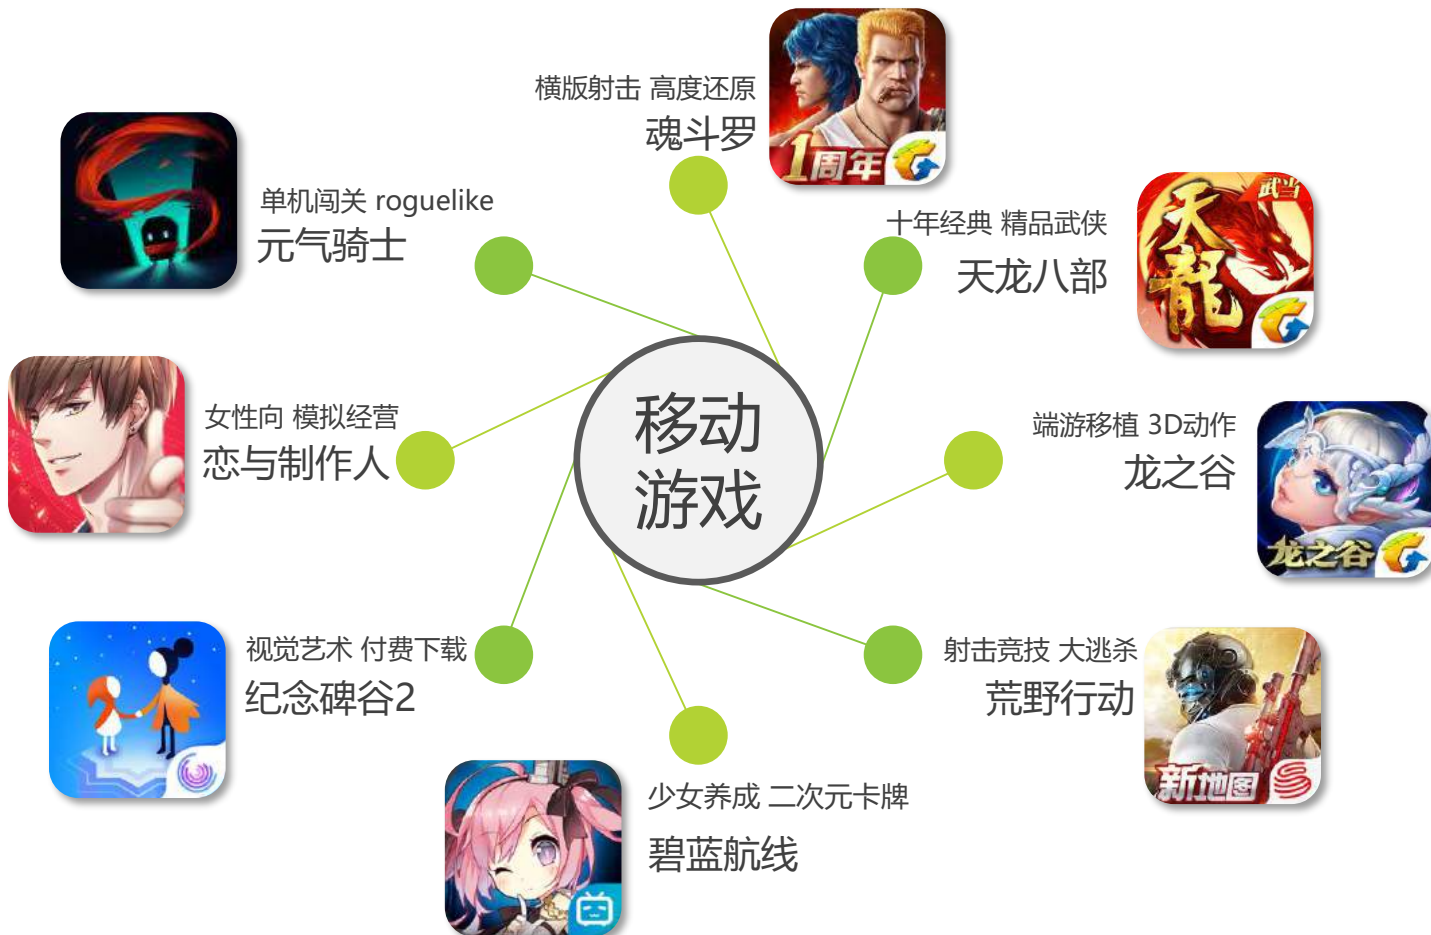 横版射击 高度还原
魂斗罗
1周年
单机闯关 roguelike
元气骑士
十年经典 精品武侠
天龙八部
武当
天龍
女性向 模拟经营
恋与制作人
移动
游戏
端游移植 3D动作
龙之谷
龙之谷
视觉艺术 付费下载
纪念碑谷2
射击竞技 大逃杀
荒野行动
新地图
少女养成 二次元卡牌
碧蓝航线